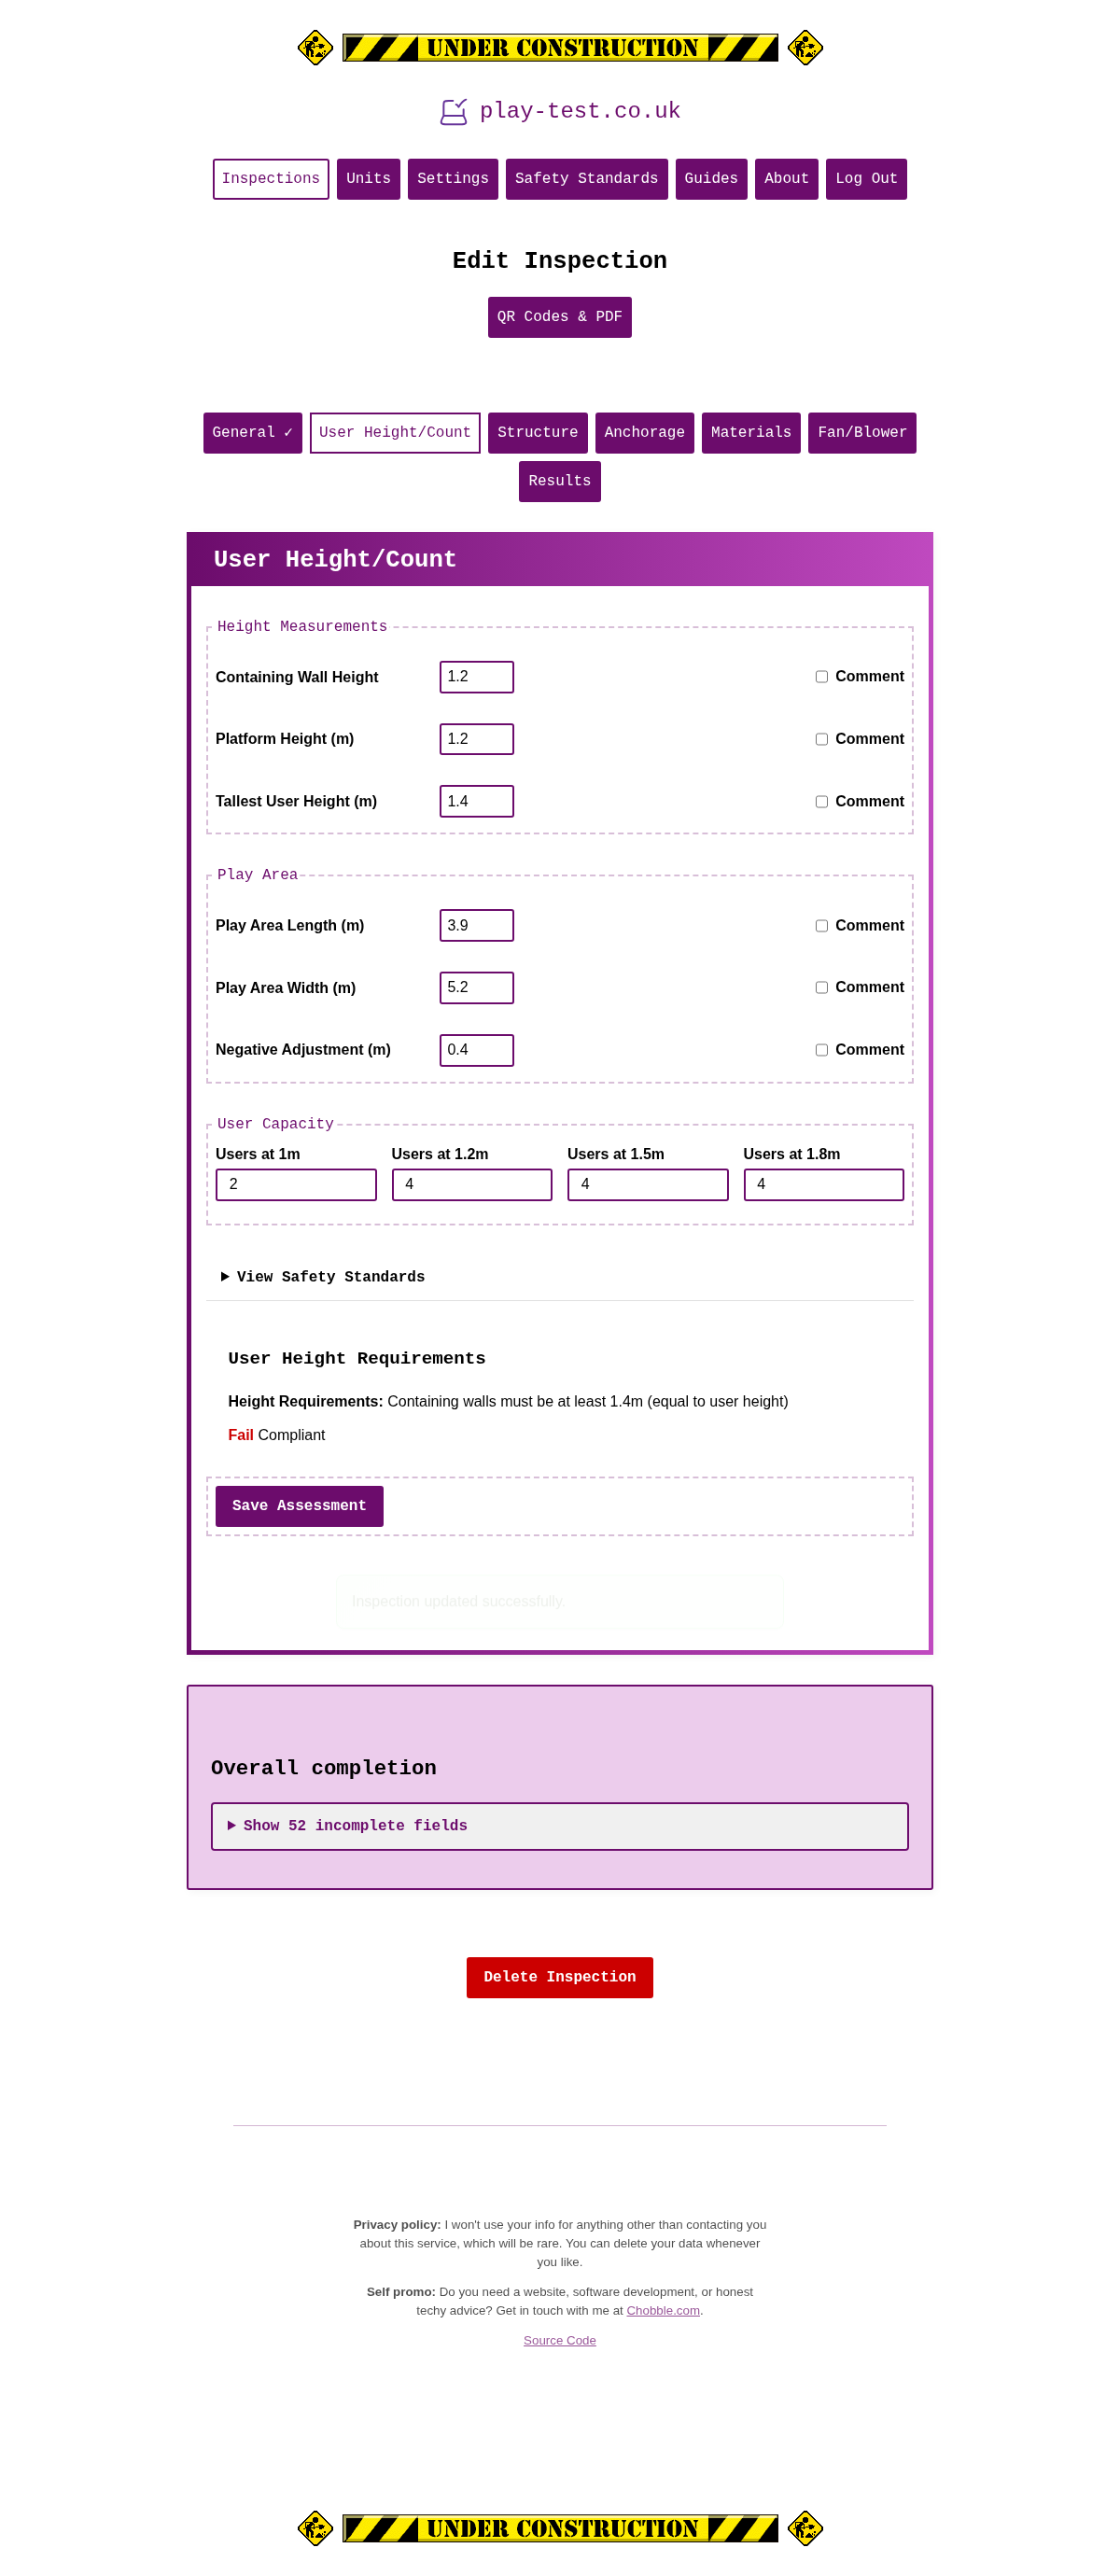 UNDER CONSTRUCTION
play-test.co.uk
Inspections Units Settings Safety Standards Guides About Log Out
Edit Inspection
QR Codes & PDF
General ✓ User Height/Count Structure Anchorage Materials Fan/Blower
Results
User Height/Count
Height Measurements
Containing Wall Height 1.2 Comment
Platform Height (m) 1.2 Comment
Tallest User Height (m) 1.4 Comment
Play Area
Play Area Length (m) 3.9 Comment
Play Area Width (m) 5.2 Comment
Negative Adjustment (m) 0.4 Comment
User Capacity
Users at 1m Users at 1.2m Users at 1.5m Users at 1.8m
2 4 4 4
View Safety Standards
User Height Requirements
Height Requirements: Containing walls must be at least 1.4m (equal to user height)
Fail Compliant
Save Assessment
Inspection updated successfully.
Overall completion
Show 52 incomplete fields
Delete Inspection
Privacy policy: I won't use your info for anything other than contacting you
about this service, which will be rare. You can delete your data whenever
you like.
Self promo: Do you need a website, software development, or honest
techy advice? Get in touch with me at Chobble.com.
Source Code
UNDER CONSTRUCTION